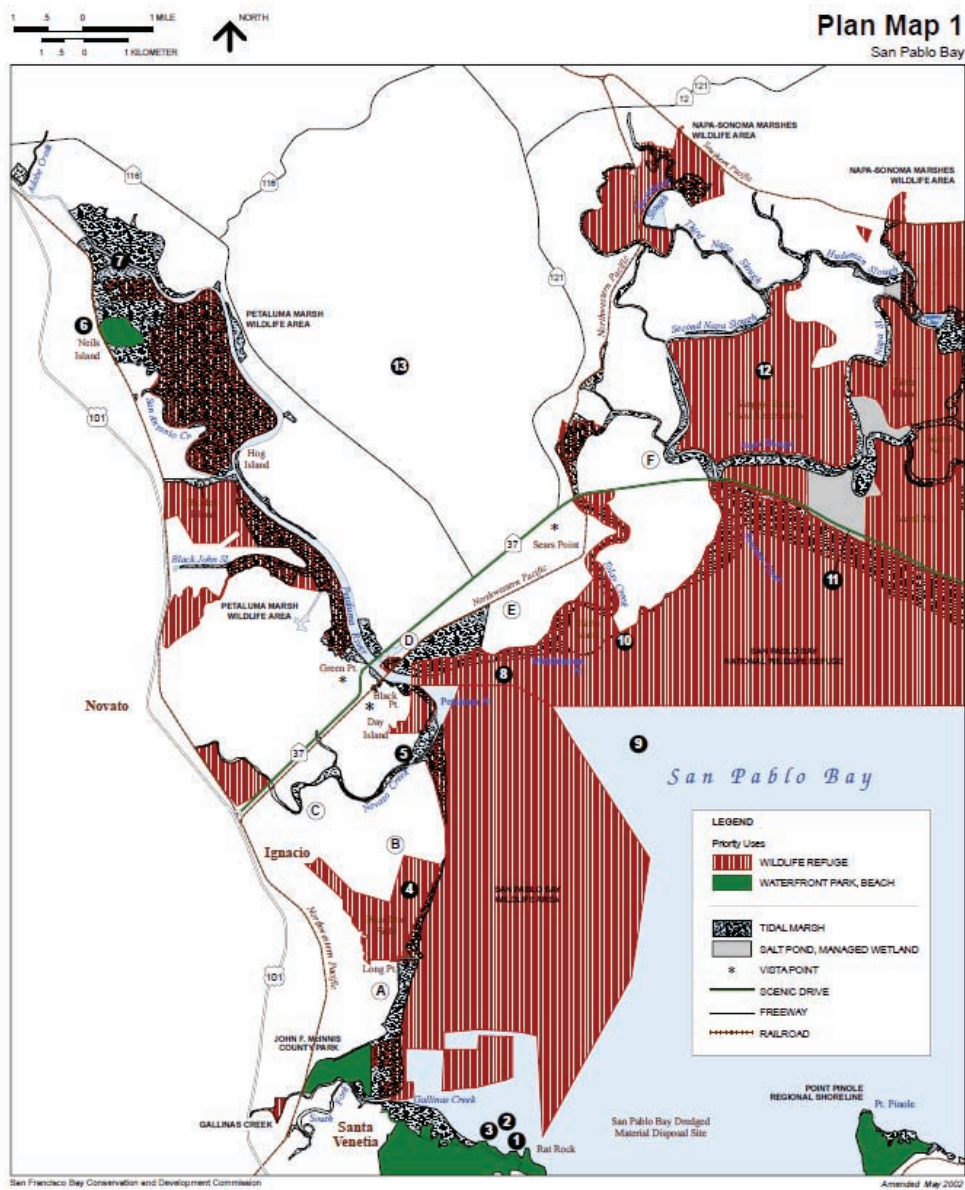 1 .5 0 1 MILE
1 .5 0 1 KILOMETER
NORTH
Plan Map 1
San Pablo Bay
121
12
NAPA-SONOMA MARSHES
WILDLIFE AREA
Southern Pacific
NAPA-SONOMA MARSHES
WILDLIFE AREA
Adobe Creek
116
116
Slough
Third Napa Slough
Hudeman Slough
7
121
Northwestern Pacific
PETALUMA MARSH
WILDLIFE AREA
6
Neils
Island
Second Napa Slough
Napa Sl.
13
12
101
San Antonio Cr.
Hog
Island
F
37
Sears Point
Black John Sl.
Northwestern Pacific
Tolay Creek
11
PETALUMA MARSH
WILDLIFE AREA
Petaluma River
E
D
10
SAN PABLO BAY
NATIONAL WILDLIFE REFUGE
Green Pt.
8
Black
Pt.
Novato
Day
Island
9
San Pablo Bay
37
5
Novato Creek
C
B
Ignacio
4
SAN PABLO BAY
WILDLIFE AREA
LEGEND
Priority Uses
WILDLIFE REFUGE
WATERFRONT PARK, BEACH
TIDAL MARSH
SALT POND, MANAGED WETLAND
* VISTA POINT
SCENIC DRIVE
FREEWAY
RAILROAD
Northwestern Pacific
Long Pt.
101
A
JOHN F. McINNIS
COUNTY PARK
POINT PINOLE
REGIONAL SHORELINE
Gallinas Creek
Pt. Pinole
South Fork
GALLINAS CREEK
Santa
Venetia
3
2
1
Rat Rock
San Pablo Bay Dredged
Material Disposal Site
San Francisco Bay Conservation and Development Commission
Amended May 2002